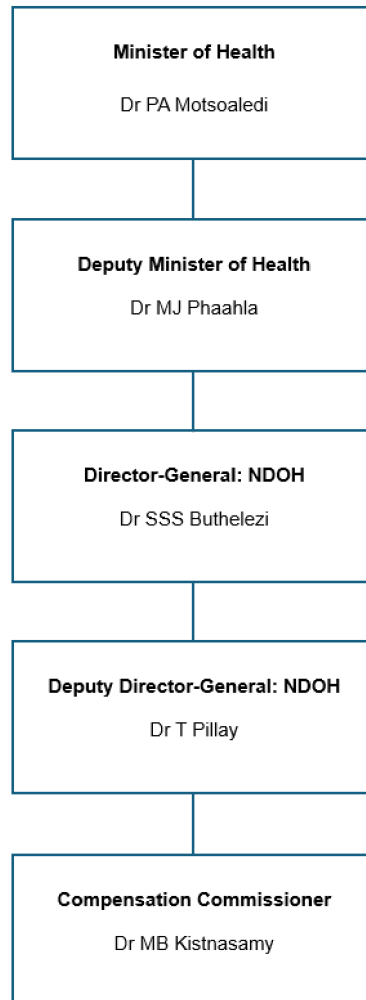 Minister of Health
Dr PA Motsoaledi
Deputy Minister of Health
Dr MJ Phaahla
Director-General: NDOH
Dr SSS Buthelezi
Deputy Director-General: NDOH
Dr T Pillay
Compensation Commissioner
Dr MB Kistnasamy